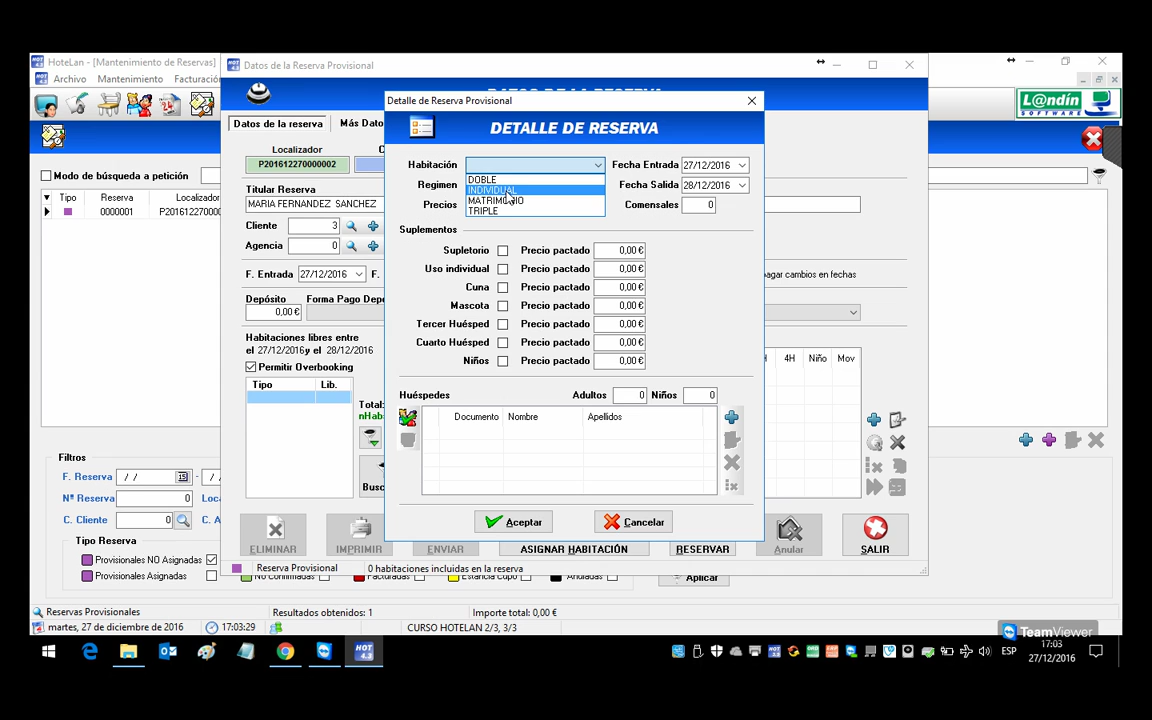 HoteLan - [Mantenimiento de Reservas]
Archivo Mantenimiento Facturació
Datos de la Reserva Provisional
L@ndín
SOFTWARE
Datos de la reserva
Más Dato
Localizador
P201612270000002
Titular Reserva
MARIA FERNANDEZ SANCHEZ
Cliente 3
Agencia 0
F. Entrada 27/12/2016 F.
agar cambios en fechas
Depósito
Forma Pago Depó
0,00 €
Habitaciones libres entre
el 27/12/2016y el 28/12/2016
Permitir Overbooking
Tipo Lib.
Total:
nHabs
Busc
4H Niño Mov
Modo de búsqueda a petición
Tipo Reserva Localizador
0000001 P2016122700000
Detalle de Reserva Provisional
DETALLE DE RESERVA
Habitación
DOBLE
INDIVIDUAL
MATRIMONIO
TRIPLE
Fecha Entrada 27/12/2016
Regimen
Fecha Salida 28/12/2016
Precios
Comensales 0
Suplementos
Supletorio Precio pactado 0,00 €
Uso individual Precio pactado 0,00 €
Cuna Precio pactado 0,00 €
Mascota Precio pactado 0,00 €
Tercer Huésped Precio pactado 0,00 €
Cuarto Huésped Precio pactado 0,00 €
Niños Precio pactado 0,00 €
Huéspedes Adultos 0 Niños 0
Documento Nombre Apellidos
Aceptar Cancelar
Filtros
F. Reserva / / - / /
Nº Reserva 0 Loca
C. Cliente 0 C. A
Tipo Reserva
Provisionales NO Asignadas
Provisionales Asignadas
ELIMINAR IMPRIMIR ENVIAR ASIGNAR HABITACIÓN RESERVAR Anular SALIR
Reserva Provisional 0 habitaciones incluidas en la reserva
Aplicar
Reservas Provisionales Resultados obtenidos: 1 Importe total: 0,00 €
martes, 27 de diciembre de 2016 17:03:29 CURSO HOTELAN 2/3, 3/3
TeamViewer
HOT
4.3
ESP
17:03
27/12/2016